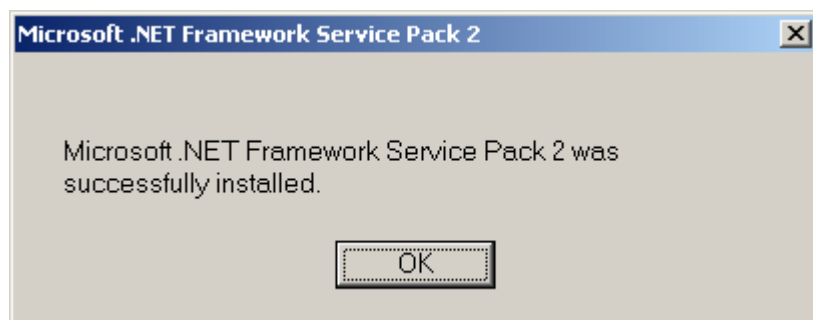 Microsoft .NET Framework Service Pack 2
Microsoft .NET Framework Service Pack 2 was
successfully installed.
OK